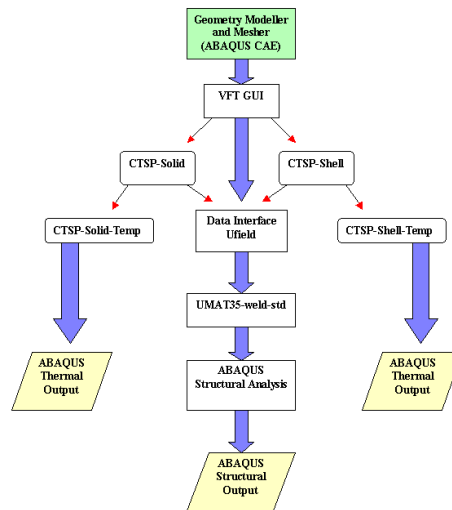 Geometry Modeller
and Mesher
(ABAQUS CAE)
VFT GUI
CTSP-Solid
CTSP-Shell
CTSP-Solid-Temp
Data Interface
Ufield
CTSP-Shell-Temp
UMAT35-weld-std
ABAQUS
Thermal
Output
ABAQUS
Structural Analysis
ABAQUS
Thermal
Output
ABAQUS
Structural
Output